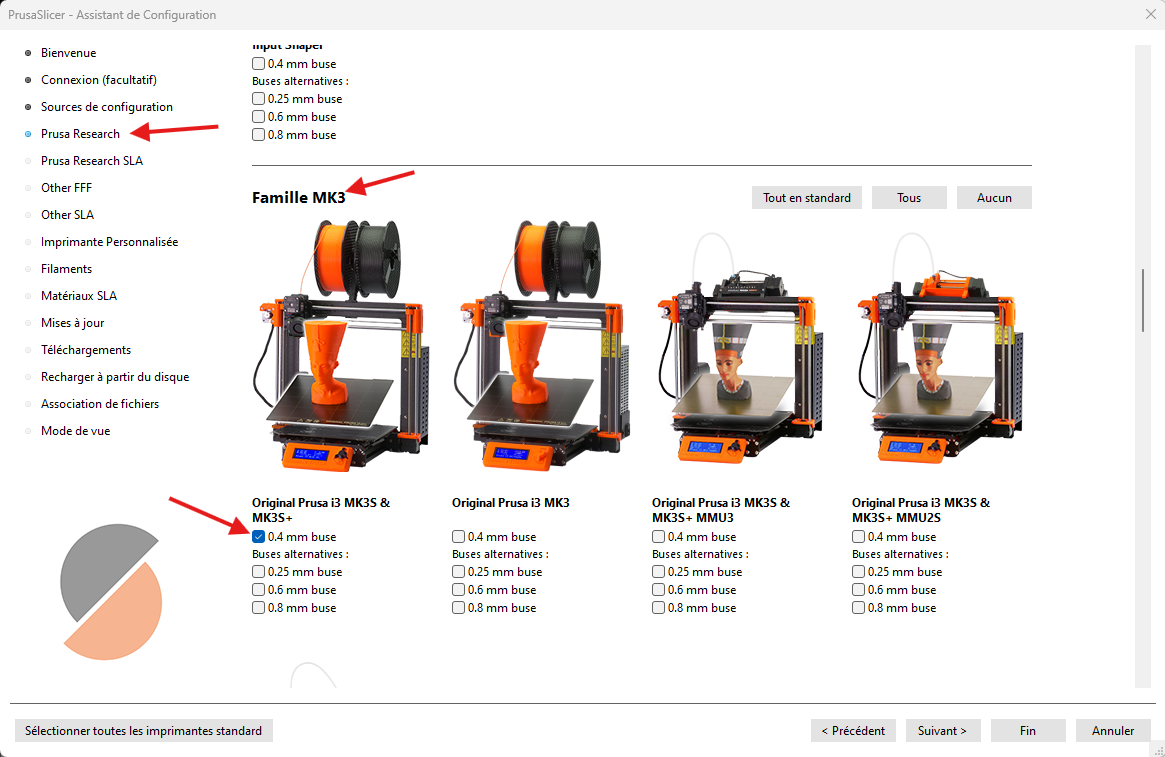 PrusaSlicer - Assistant de Configuration
Bienvenue
Connexion (facultatif)
Sources de configuration
Prusa Research
Prusa Research SLA
Other FFF
Other SLA
Imprimante Personnalisée
Filaments
Matériaux SLA
Mises à jour
Téléchargements
Recharger à partir du disque
Association de fichiers
Mode de vue
Input Shaper
0.4 mm buse
Buses alternatives :
0.25 mm buse
0.6 mm buse
0.8 mm buse
Famille MK3
Tout en standard
Tous
Aucun
Original Prusa i3 MK3S &
MK3S+
0.4 mm buse
Buses alternatives :
0.25 mm buse
0.6 mm buse
0.8 mm buse
Original Prusa i3 MK3
0.4 mm buse
Buses alternatives :
0.25 mm buse
0.6 mm buse
0.8 mm buse
Original Prusa i3 MK3S &
MK3S+ MMU3
0.4 mm buse
Buses alternatives :
0.25 mm buse
0.6 mm buse
0.8 mm buse
Original Prusa i3 MK3S &
MK3S+ MMU2S
0.4 mm buse
Buses alternatives :
0.25 mm buse
0.6 mm buse
0.8 mm buse
Sélectionner toutes les imprimantes standard
< Précédent
Suivant >
Fin
Annuler